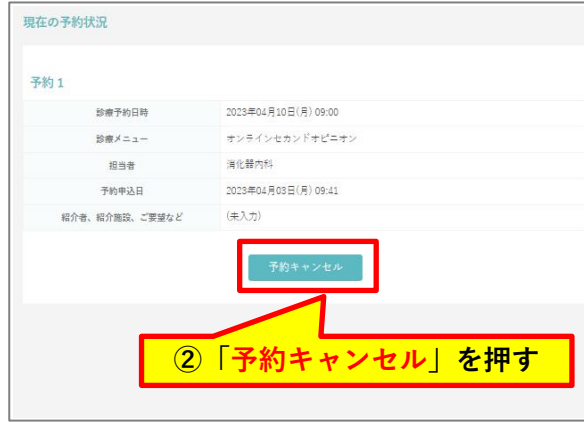 現在の予約状況
予約 1
診療予約日時 2023年04月10日(月) 09:00
診療メニュー オンラインセカンドオピニオン
担当者 消化器内科
予約申込日 2023年04月03日(月) 09:41
紹介者、紹介施設、ご要望など (未入力)
予約キャンセル
②「予約キャンセル」を押す